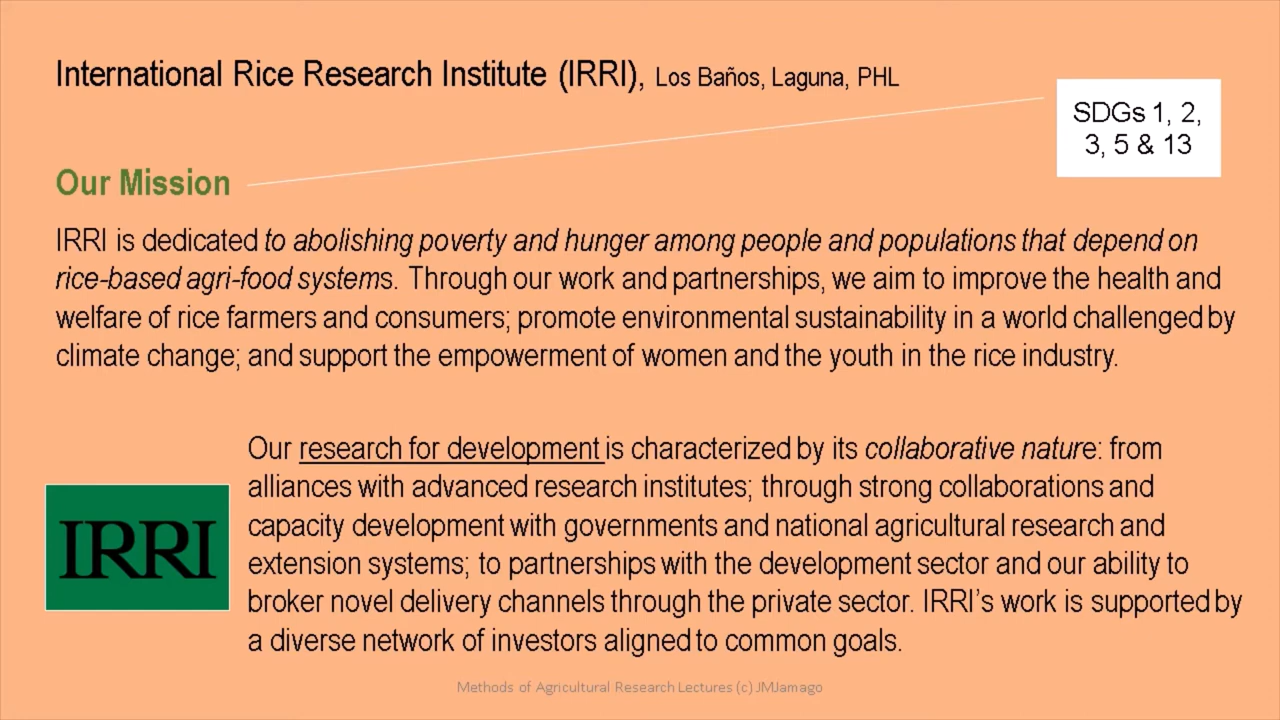 International Rice Research Institute (IRRI), Los Baños, Laguna, PHL
SDGs 1, 2,
3, 5 & 13
Our Mission
IRRI is dedicated to abolishing poverty and hunger among people and populations that depend on
rice-based agri-food systems. Through our work and partnerships, we aim to improve the health and
welfare of rice farmers and consumers; promote environmental sustainability in a world challenged by
climate change; and support the empowerment of women and the youth in the rice industry.
Our research for development is characterized by its collaborative nature: from
alliances with advanced research institutes; through strong collaborations and
capacity development with governments and national agricultural research and
extension systems; to partnerships with the development sector and our ability to
broker novel delivery channels through the private sector. IRRI's work is supported by
a diverse network of investors aligned to common goals.
IRRI
Methods of Agricultural Research Lectures (c) JMJamago